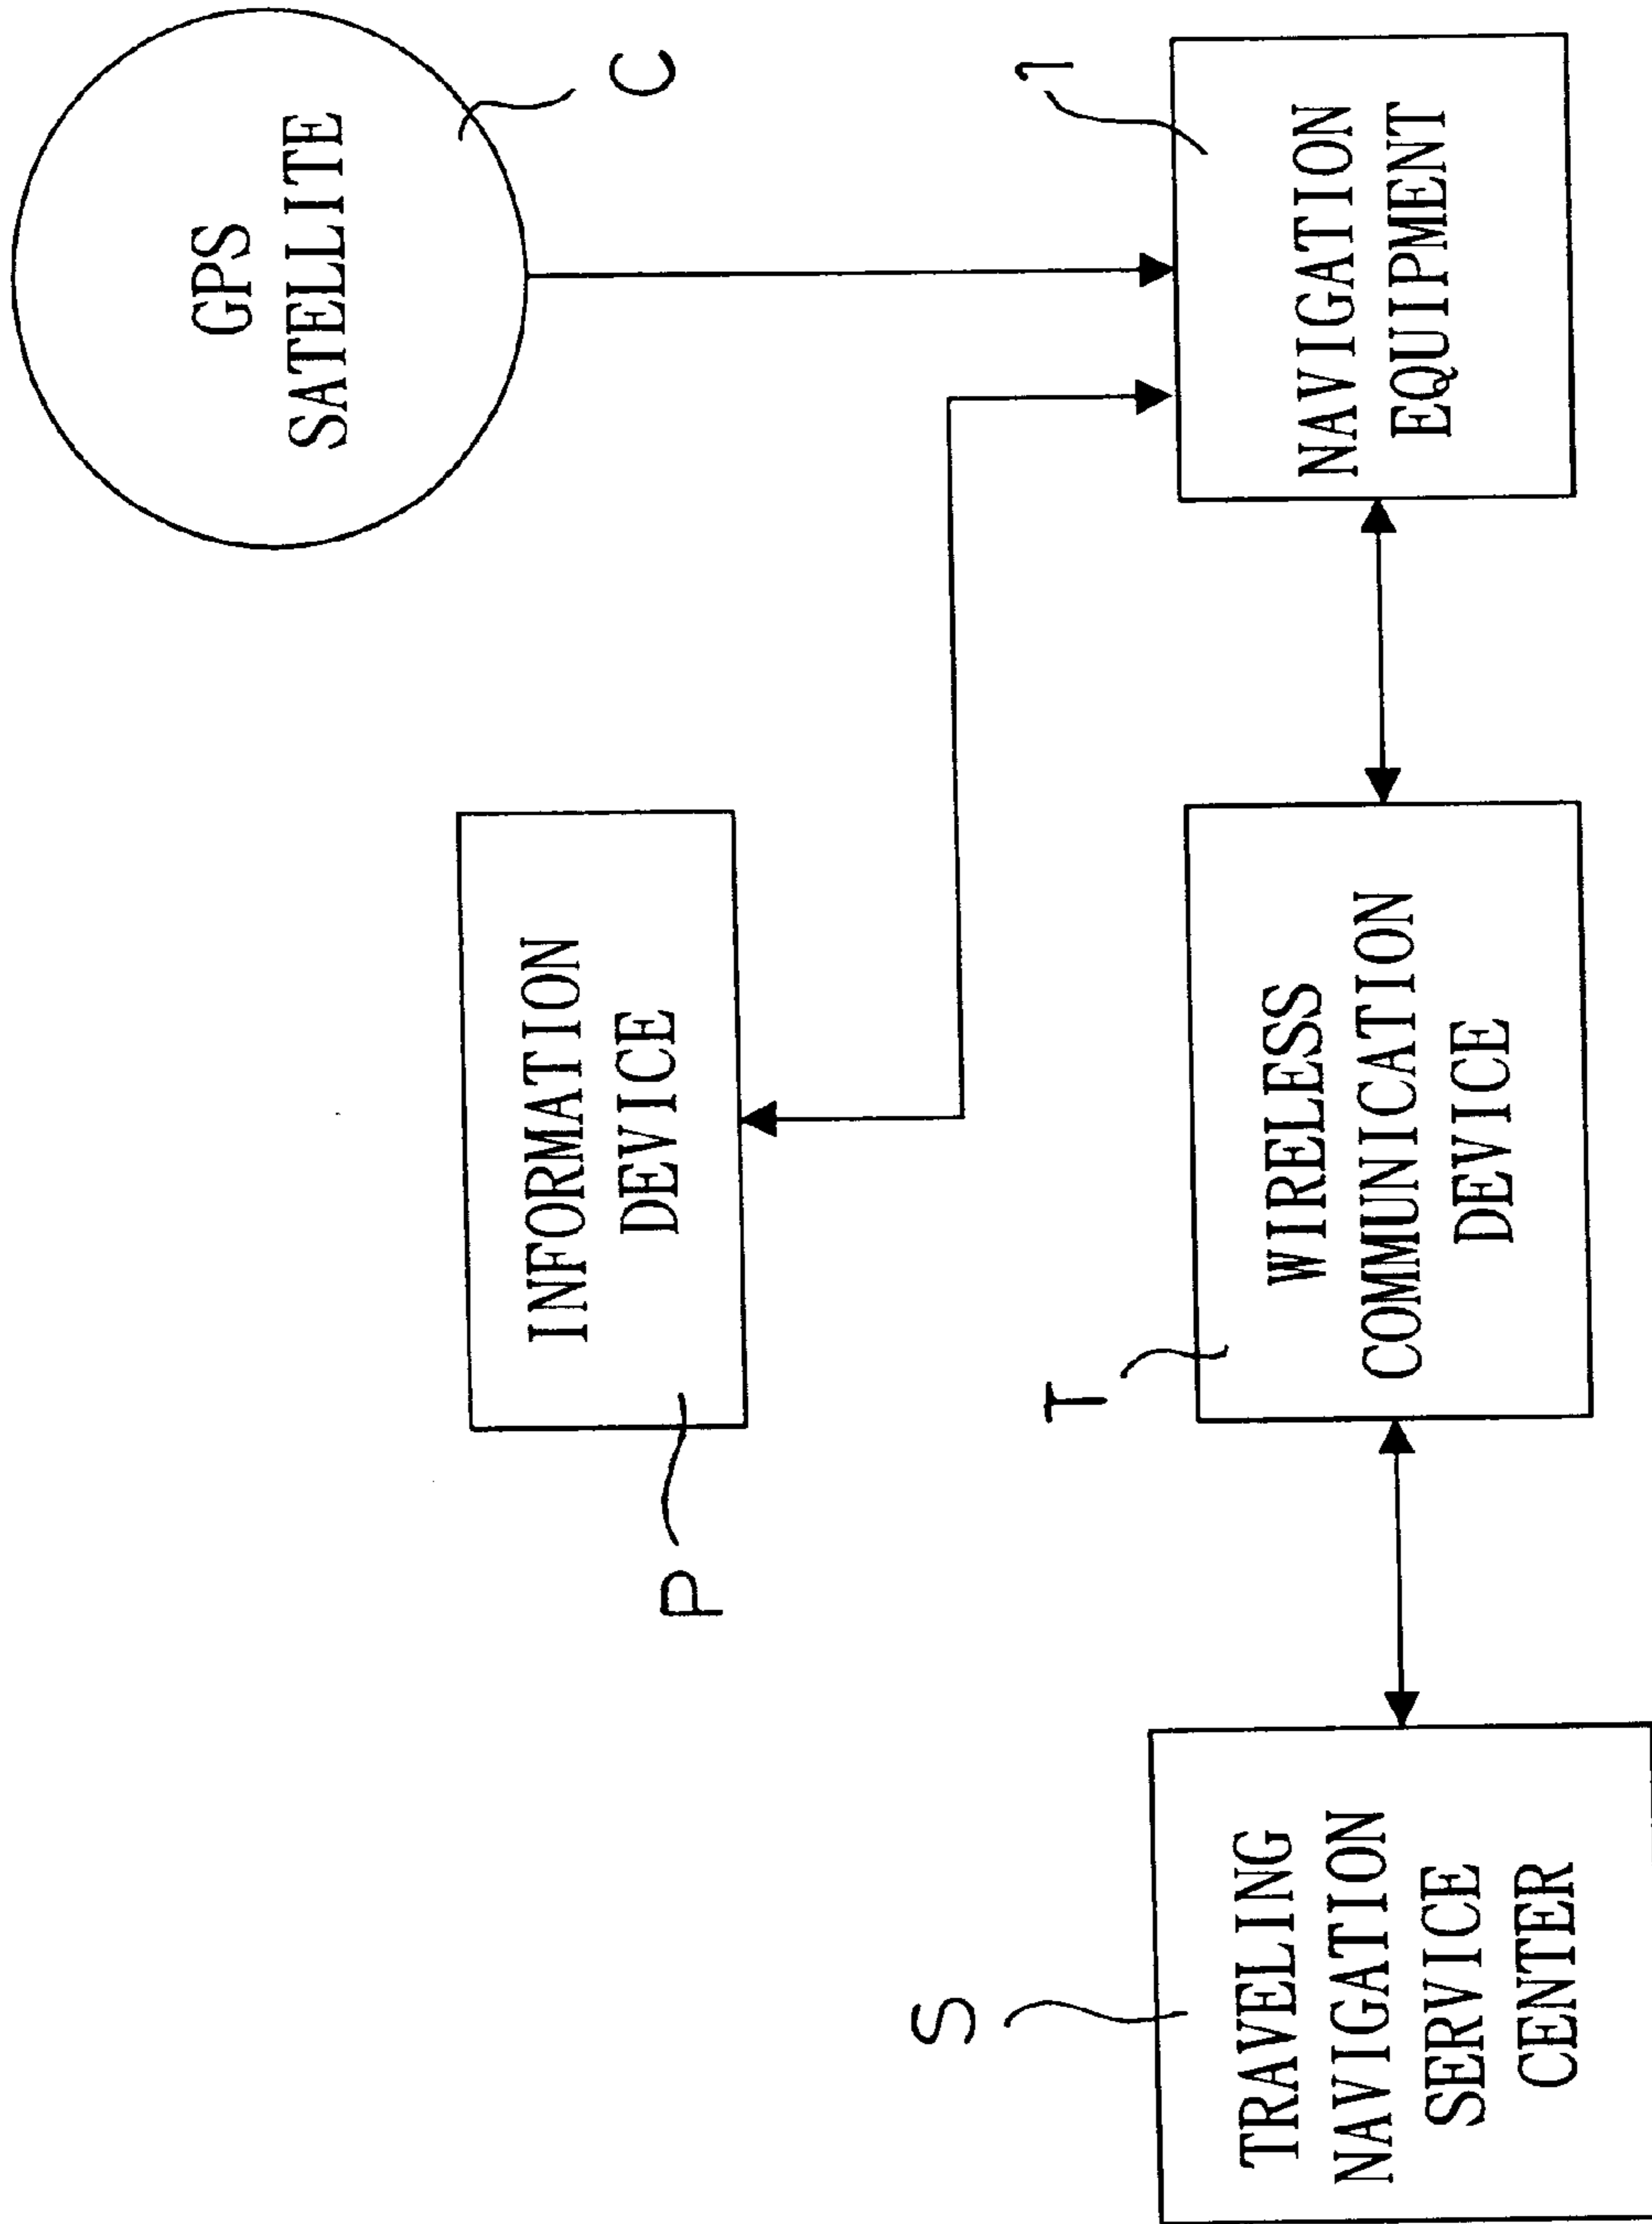 GPS
SATELLITE
C
INFORMATION
DEVICE
P
TRAVELING
NAVIGATION
SERVICE
CENTER
S
WIRELESS
COMMUNICATION
DEVICE
T
NAVIGATION
EQUIPMENT
1